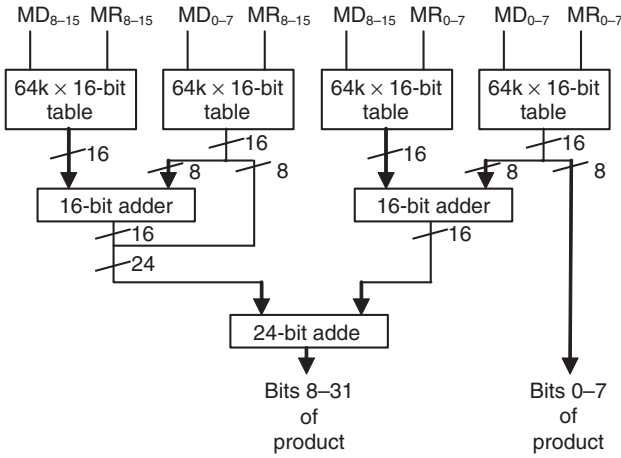 MD8–15 MR8–15 MD0–7 MR8–15 MD8–15 MR0–7 MD0–7 MR0–7
64k × 16-bit table
64k × 16-bit table
64k × 16-bit table
64k × 16-bit table
16 16 16 16
8 8 8 8
16-bit adder 16-bit adder
16 16
24
24-bit adde
Bits 8–31
of
product
Bits 0–7
of
product